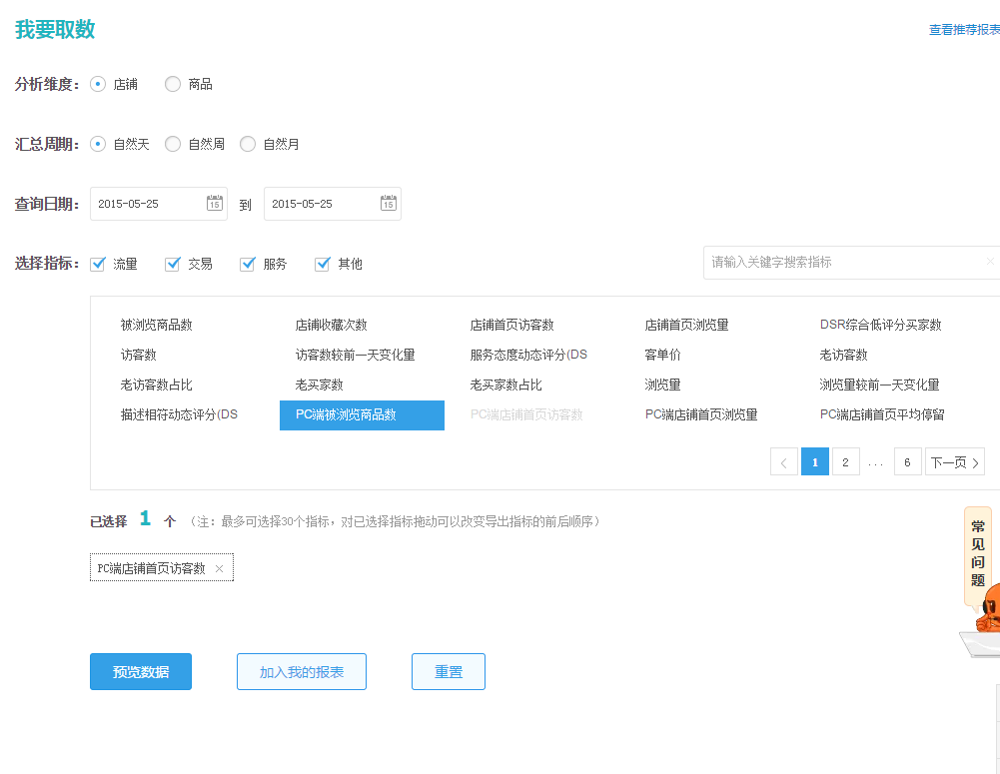 我要取数
查看推荐报表
分析维度： 店铺 商品
汇总周期： 自然天 自然周 自然月
查询日期： 2015-05-25 15 到 2015-05-25 15
选择指标： 流量 交易 服务 其他 请输入关键字搜索指标
被浏览商品数 店铺收藏次数 店铺首页访客数 店铺首页浏览量 DSR综合低评分买家数
访客数 访客数较前一天变化量 服务态度动态评分(DS 客单价 老访客数
老访客数占比 老买家数 老买家数占比 浏览量 浏览量较前一天变化量
描述相符动态评分(DS PC端被浏览商品数 PC端店铺首页访客数 PC端店铺首页浏览量 PC端店铺首页平均停留
1 2 ... 6 下一页
已选择 1 个 （注：最多可选择30个指标，对已选择指标拖动可以改变导出指标的前后顺序）
PC端店铺首页访客数
常见问题
预览数据 加入我的报表 重置